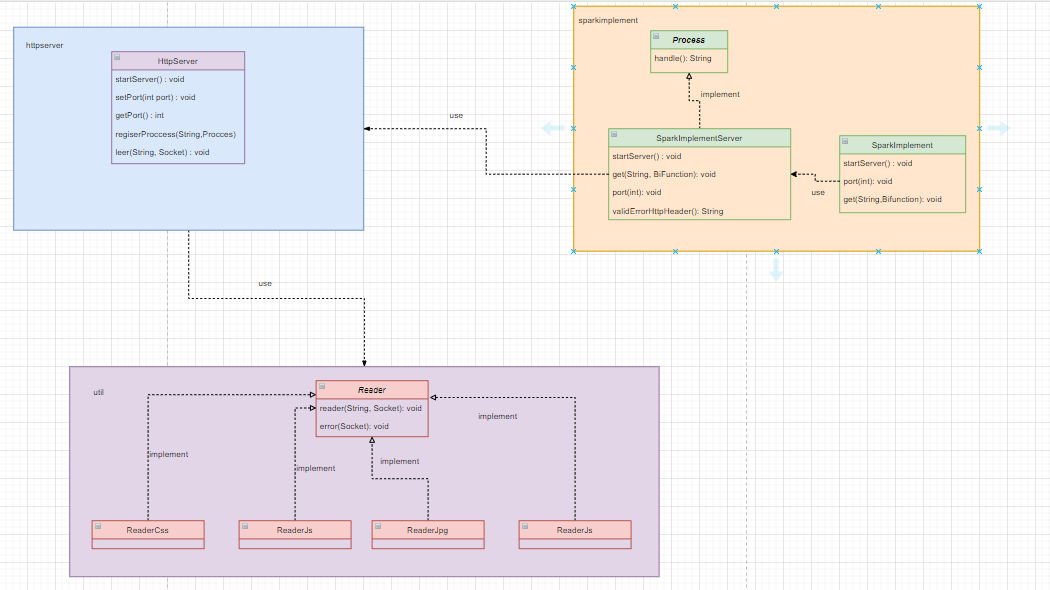 httpserver
HttpServer
startServer() : void
setPort(int port) : void
getPort() : int
regiserProccess(String,Procces)
leer(String, Socket) : void
use
sparkimplement
Process
handle(): String
implement
SparkImplementServer
startServer() : void
get(String, BiFunction): void
port(int): void
validErrorHttpHeader(): String
use
SparkImplement
startServer() : void
port(int): void
get(String,Bifunction): void
use
util
Reader
reader(String, Socket): void
error(Socket): void
implement
implement
implement
implement
ReaderCss
ReaderJs
ReaderJpg
ReaderJs